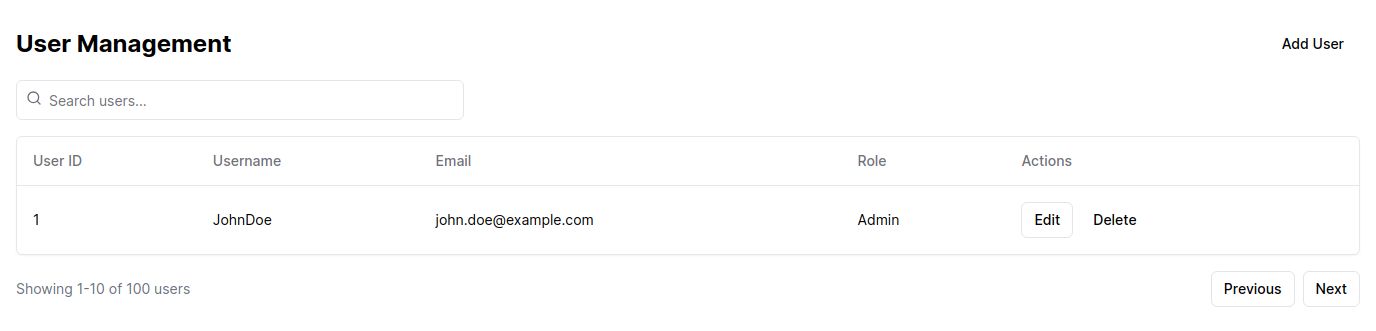 User Management
Add User
Search users...
User ID Username Email Role Actions
1 JohnDoe john.doe@example.com Admin Edit Delete
Showing 1-10 of 100 users
Previous Next